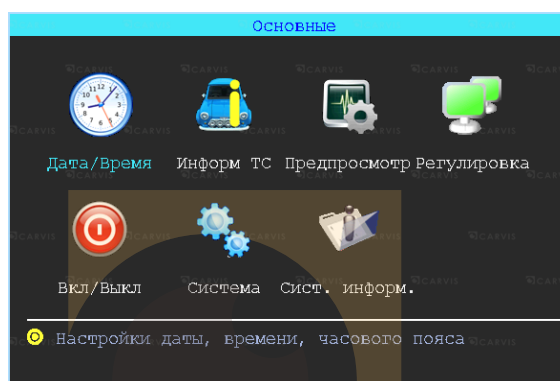 Основные
Дата/Время Информ ТС Предпросмотр Регулировка
Вкл/Выкл Система Сист. информ.
Настройки даты, времени, часового пояса